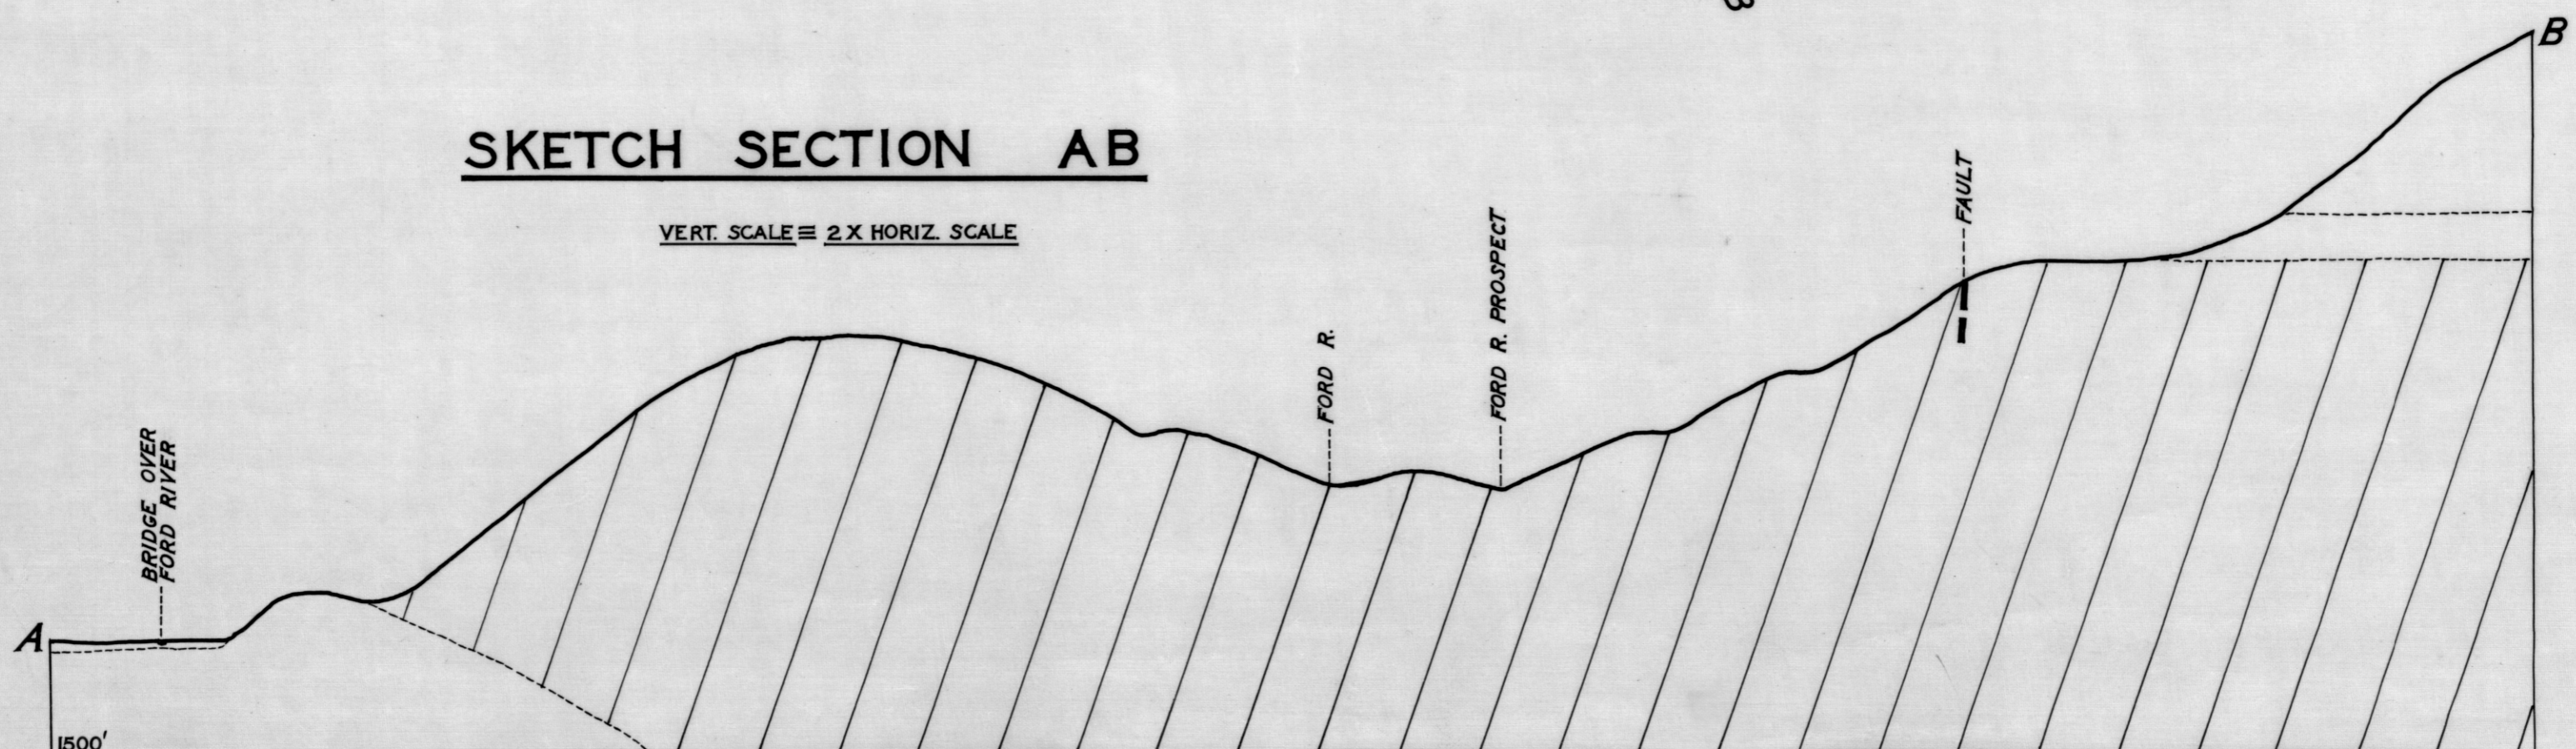 B
SKETCH SECTION AB
VERT. SCALE ≡ 2 X HORIZ. SCALE
BRIDGE OVER
FORD RIVER
FORD R.
FORD R. PROSPECT
FAULT
A
B
1500'